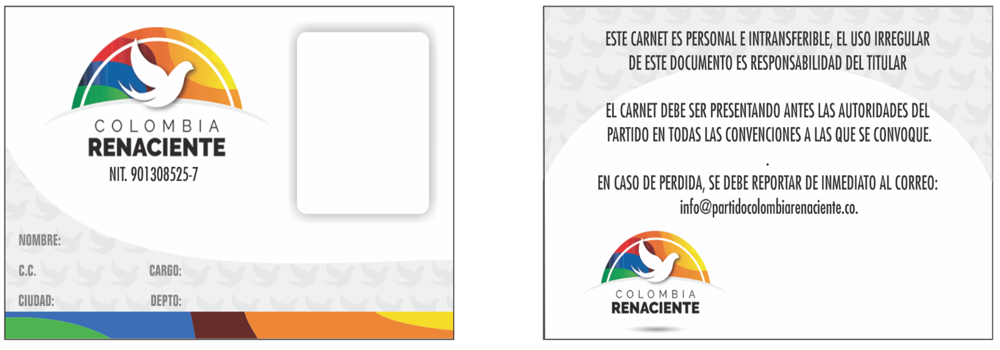 COLOMBIA
RENACIENTE
NIT. 901308525-7
NOMBRE:
C.C.
CARGO:
CIUDAD:
DEPTO:
ESTE CARNET ES PERSONAL E INTRANSFERIBLE, EL USO IRREGULAR
DE ESTE DOCUMENTO ES RESPONSABILIDAD DEL TITULAR
EL CARNET DEBE SER PRESENTANDO ANTES LAS AUTORIDADES DEL
PARTIDO EN TODAS LAS CONVENCIONES A LAS QUE SE CONVOQUE.
.
EN CASO DE PERDIDA, SE DEBE REPORTAR DE INMEDIATO AL CORREO:
info@partidocolombiarenaciente.co.
COLOMBIA
RENACIENTE